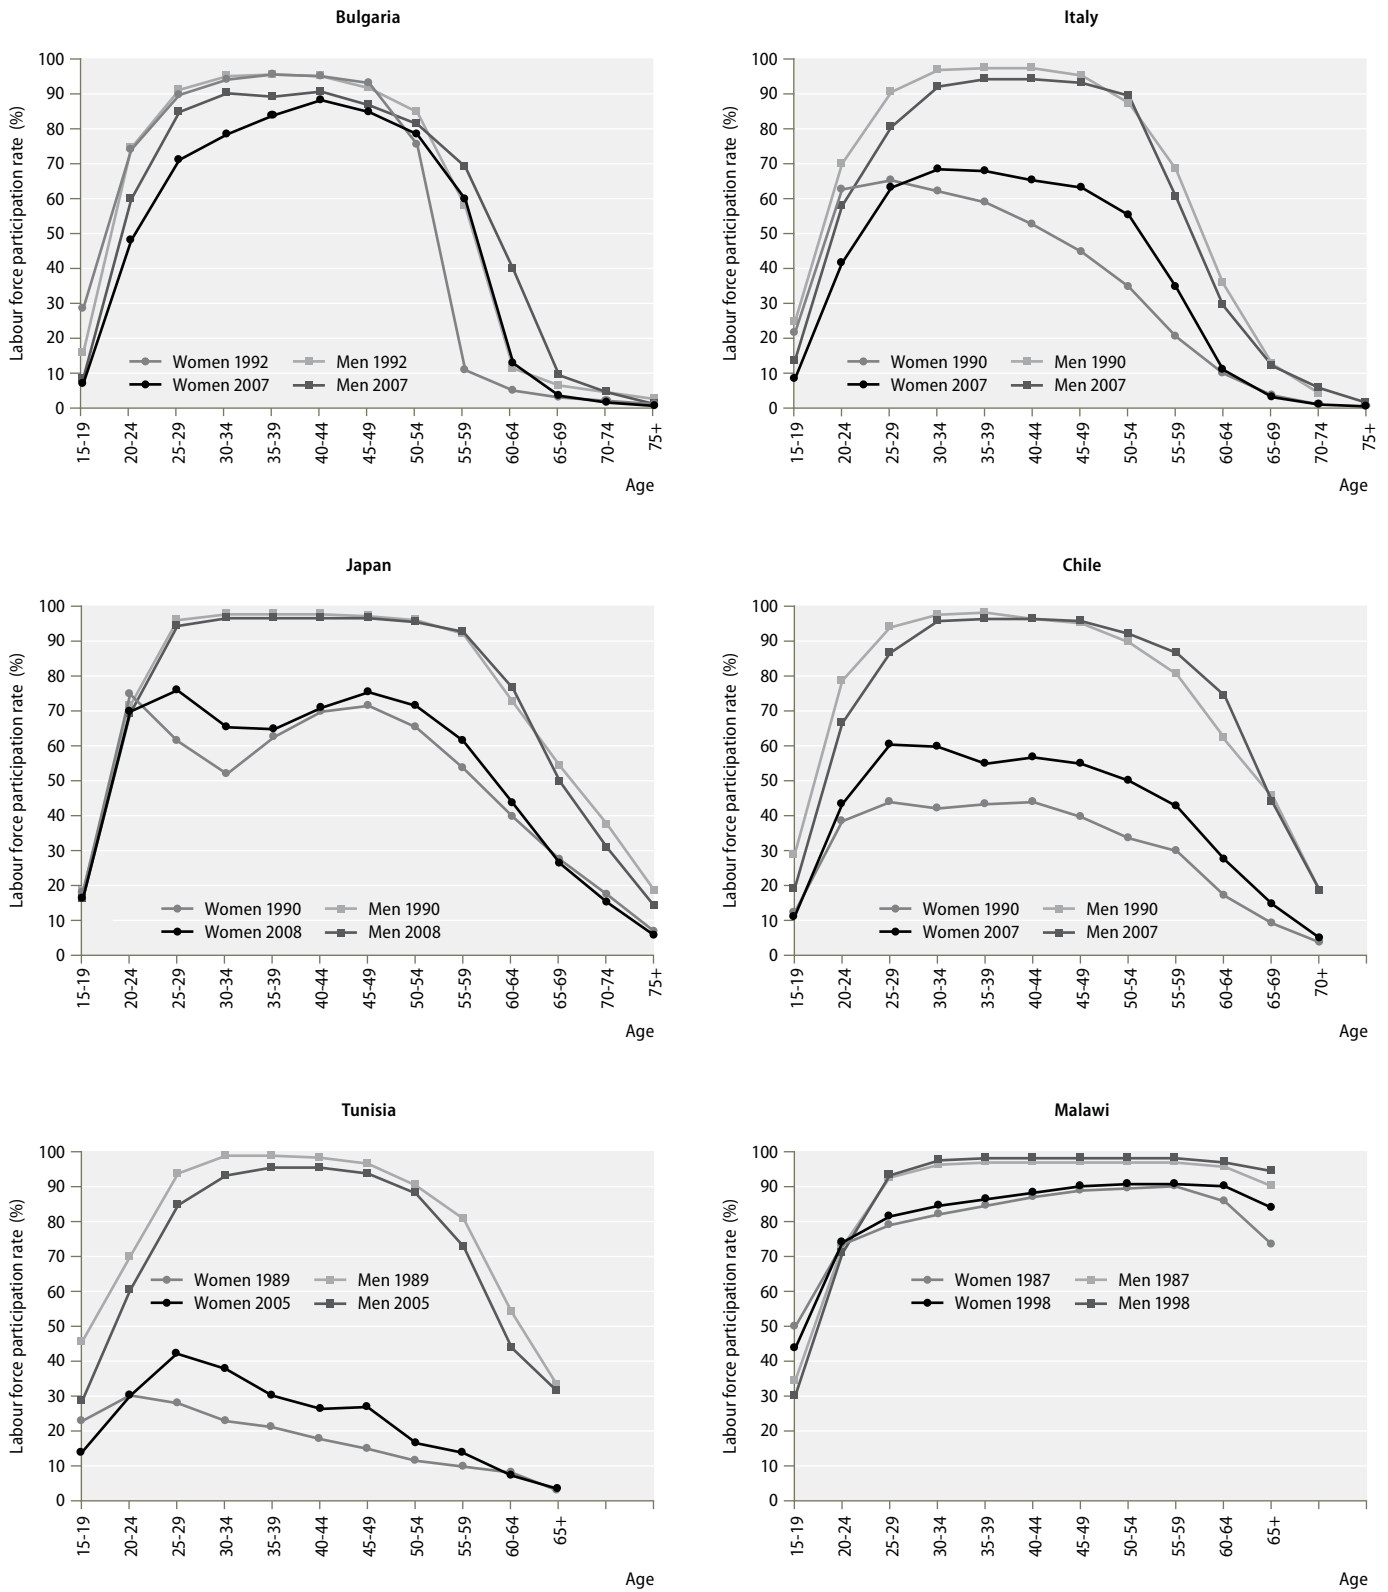 Bulgaria
Labour force participation rate (%)
100
90
80
70
60
50
40
30
20
10
0
Women 1992 Men 1992
Women 2007 Men 2007
15-19 20-24 25-29 30-34 35-39 40-44 45-49 50-54 55-59 60-64 65-69 70-74 75+
Age
Italy
Labour force participation rate (%)
100
90
80
70
60
50
40
30
20
10
0
Women 1990 Men 1990
Women 2007 Men 2007
15-19 20-24 25-29 30-34 35-39 40-44 45-49 50-54 55-59 60-64 65-69 70-74 75+
Age
Japan
Labour force participation rate (%)
100
90
80
70
60
50
40
30
20
10
0
Women 1990 Men 1990
Women 2008 Men 2008
15-19 20-24 25-29 30-34 35-39 40-44 45-49 50-54 55-59 60-64 65-69 70-74 75+
Age
Chile
Labour force participation rate (%)
100
90
80
70
60
50
40
30
20
10
0
Women 1990 Men 1990
Women 2007 Men 2007
15-19 20-24 25-29 30-34 35-39 40-44 45-49 50-54 55-59 60-64 65-69 70+
Age
Tunisia
Labour force participation rate (%)
100
90
80
70
60
50
40
30
20
10
0
Women 1989 Men 1989
Women 2005 Men 2005
15-19 20-24 25-29 30-34 35-39 40-44 45-49 50-54 55-59 60-64 65+
Age
Malawi
Labour force participation rate (%)
100
90
80
70
60
50
40
30
20
10
0
Women 1987 Men 1987
Women 1998 Men 1998
15-19 20-24 25-29 30-34 35-39 40-44 45-49 50-54 55-59 60-64 65+
Age